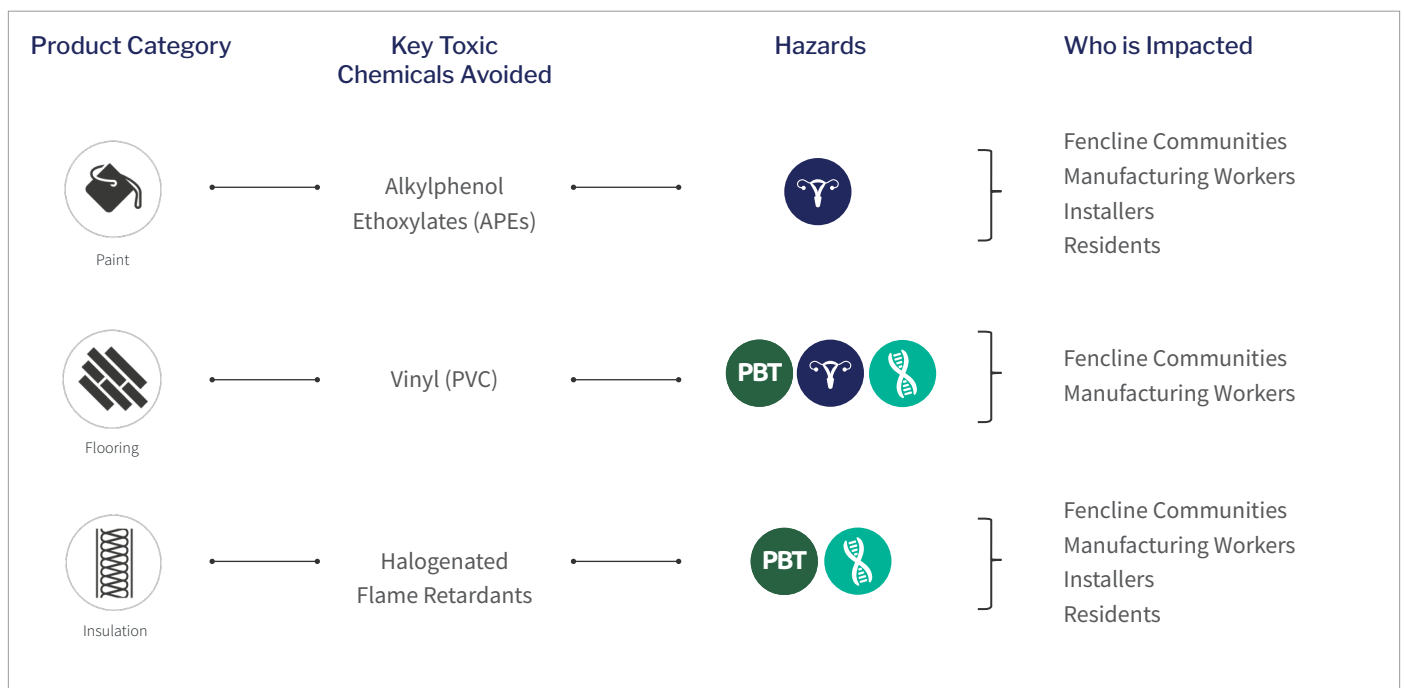 Product Category
Key Toxic
Chemicals Avoided
Hazards
Who is Impacted
Paint
Alkylphenol
Ethoxylates (APEs)
Fencline Communities
Manufacturing Workers
Installers
Residents
Flooring
Vinyl (PVC)
PBT
Fencline Communities
Manufacturing Workers
Insulation
Halogenated
Flame Retardants
PBT
Fencline Communities
Manufacturing Workers
Installers
Residents